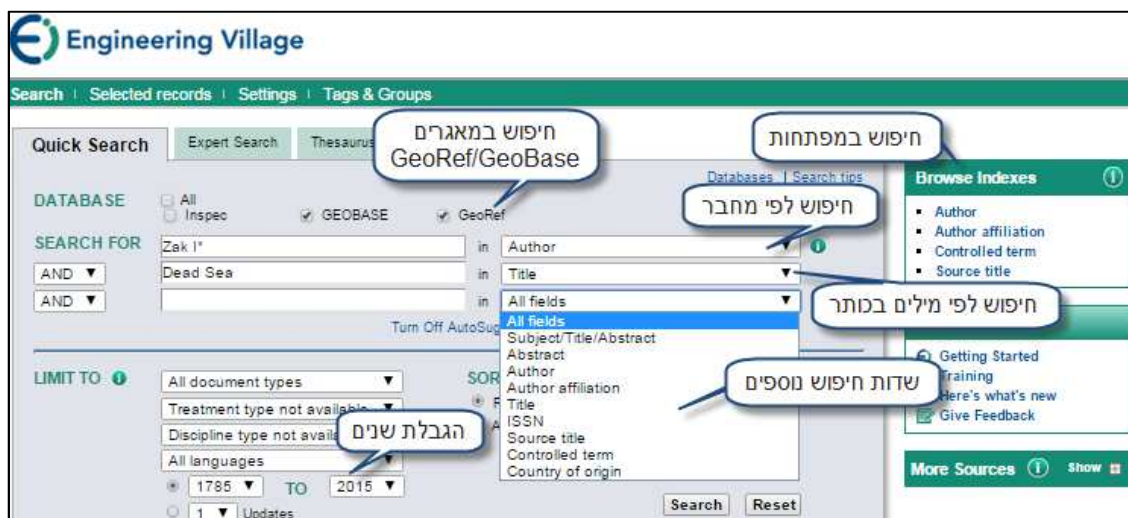 Engineering Village
Search | Selected records | Settings | Tags & Groups
Quick Search
Expert Search
Thesaurus
חיפוש במאגרים
GeoRef/GeoBase
חיפוש במפתחות
Databases | Search tips
DATABASE
All
Inspec
GEOBASE
GeoRef
חיפוש לפי מחבר
SEARCH FOR
Zak I*
in
Author
AND
Dead Sea
in
Title
AND
in
All fields
חיפוש לפי מילים בכותר
Turn Off AutoSug
All fields
Subject/Title/Abstract
Abstract
Author
Author affiliation
Title
ISSN
Source title
Controlled term
Country of origin
שדות חיפוש נוספים
LIMIT TO
All document types
Treatment type not available
Discipline type not avail
All languages
הגבלת שנים
1785 TO 2015
1 Updates
SOR
Search
Reset
Browse Indexes
Author
Author affiliation
Controlled term
Source title
Getting Started
Training
Here's what's new
Give Feedback
More Sources
Show